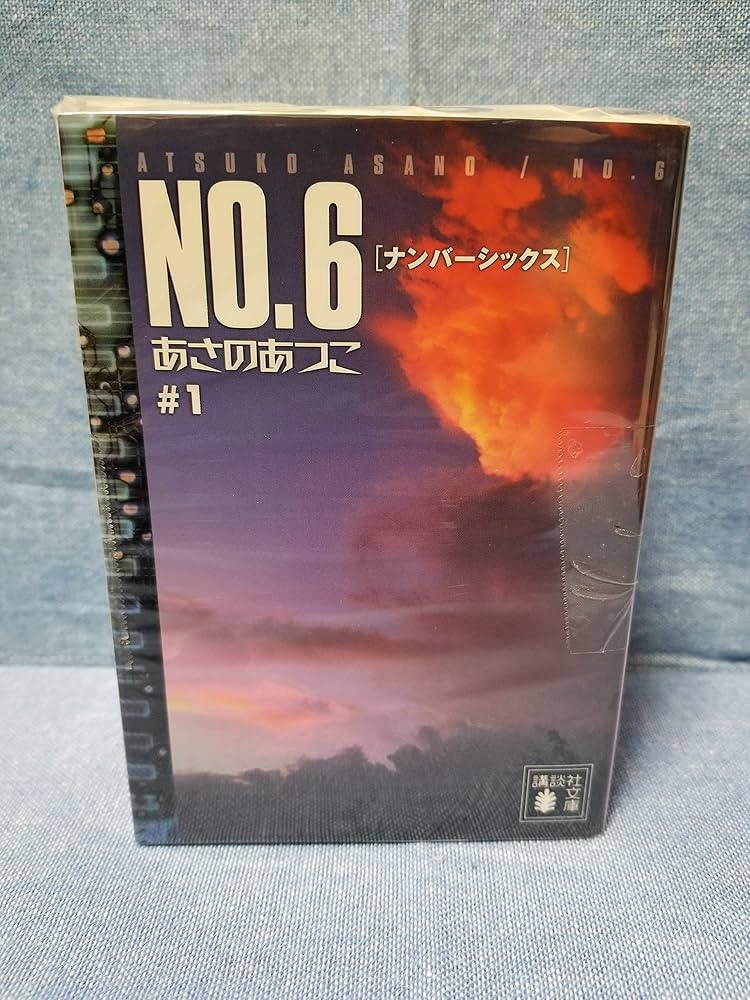 ATSUKO ASANO / NO.6
NO.6
[ナンバーシックス]
あさのあつこ
#1
講談社
文庫